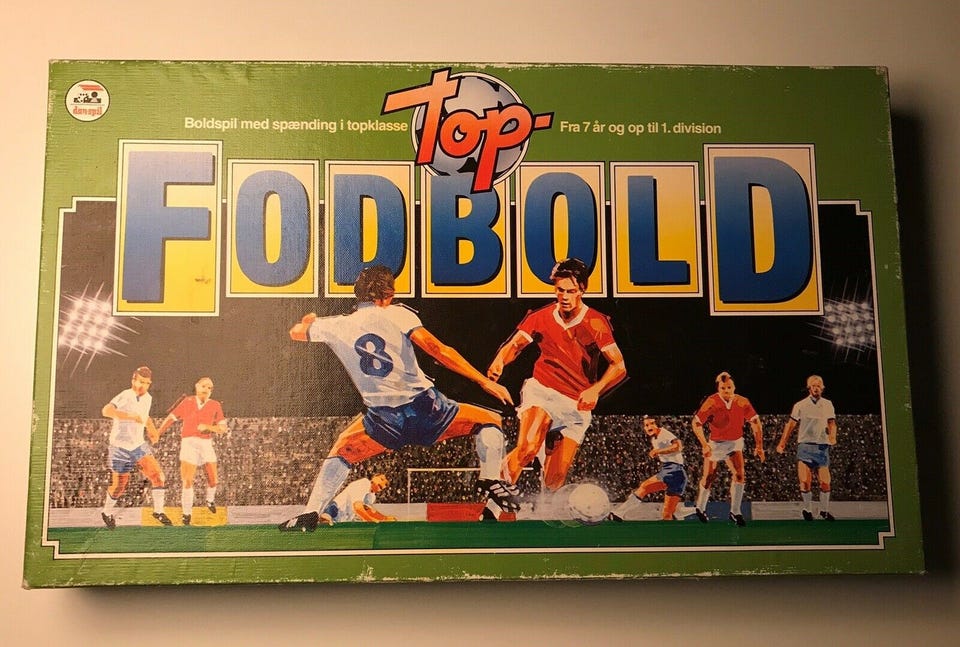 danspil
Boldspil med spænding i topklasse
Top-
Fra 7 år og op til 1. division
FODBOLD
8